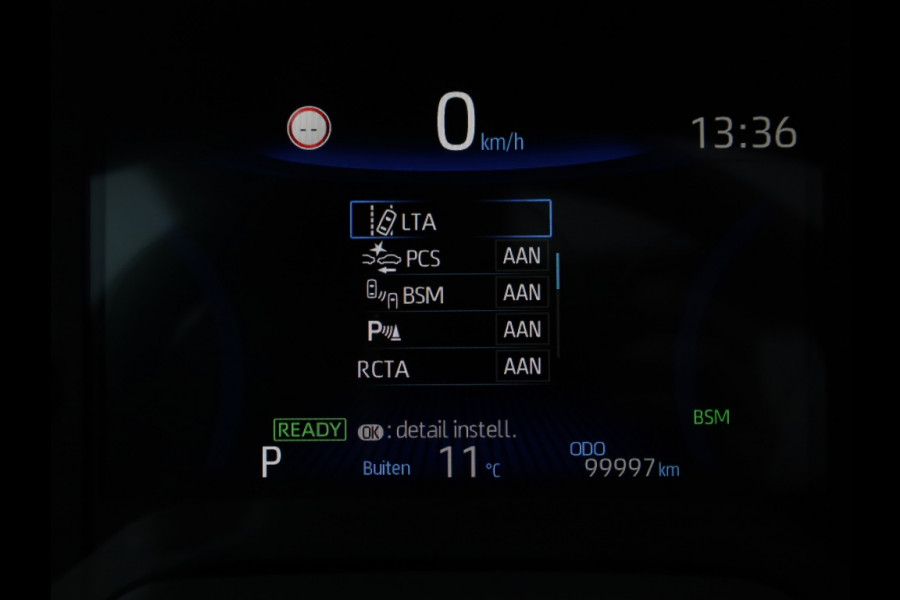 --
0 km/h
13:36
LTA
PCS AAN
BSM AAN
P AAN
RCTA AAN
BSM
READY OK : detail instell.
P Buiten 11 °C ODO 99997 km